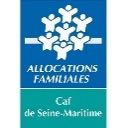 ALLOCATIONS
FAMILIALES
Caf
de Seine-Maritime